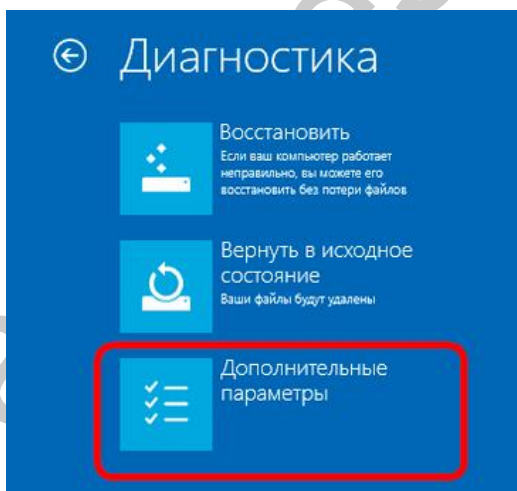 Диагностика
Восстановить
Если ваш компьютер работает
неправильно, вы можете его
восстановить без потери файлов
Вернуть в исходное
состояние
Ваши файлы будут удалены
Дополнительные
параметры